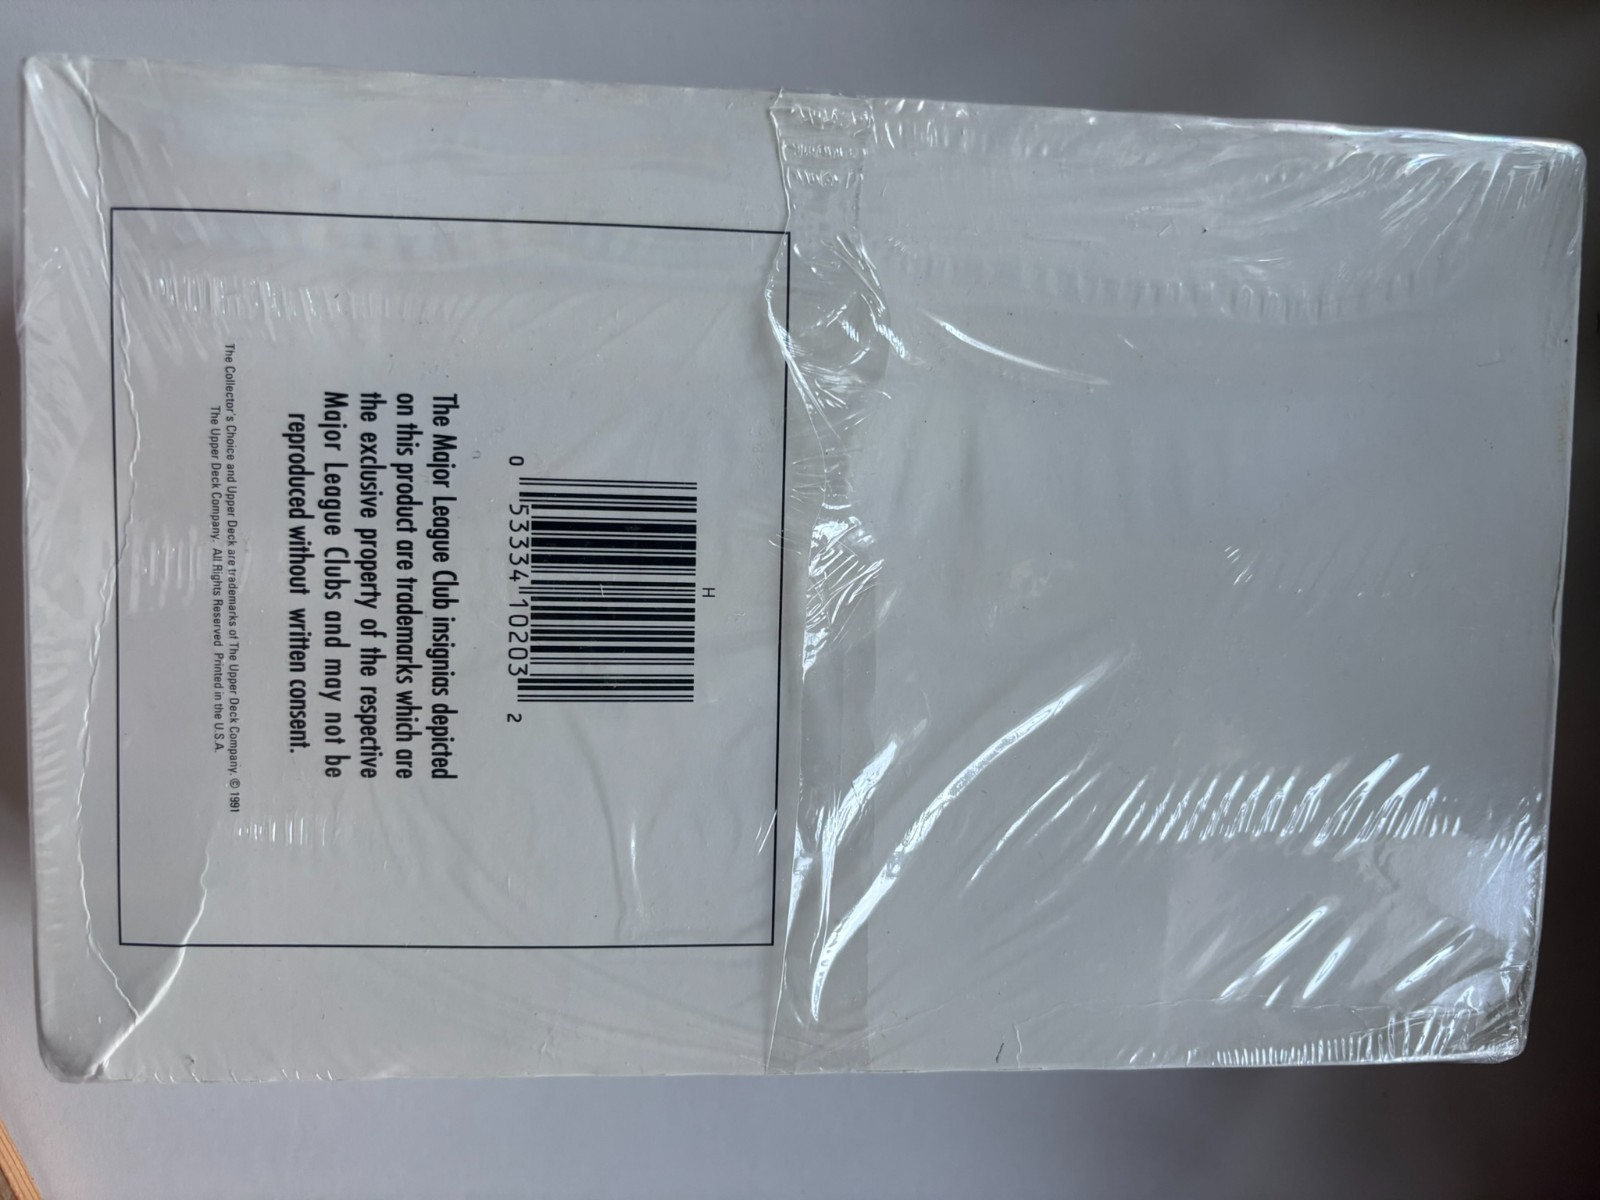 H
0 53334 10203 2
The Major League Club insignias depicted
on this product are trademarks which are
the exclusive property of the respective
Major League Clubs and may not be
reproduced without written consent.
The Collector's Choice and Upper Deck are trademarks of The Upper Deck Company. © 1991
The Upper Deck Company. All Rights Reserved. Printed in the U.S.A.